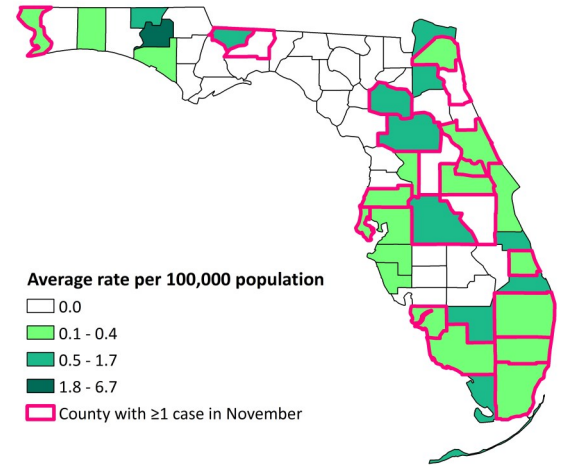 Average rate per 100,000 population
0.0
0.1 - 0.4
0.5 - 1.7
1.8 - 6.7
County with ≥1 case in November